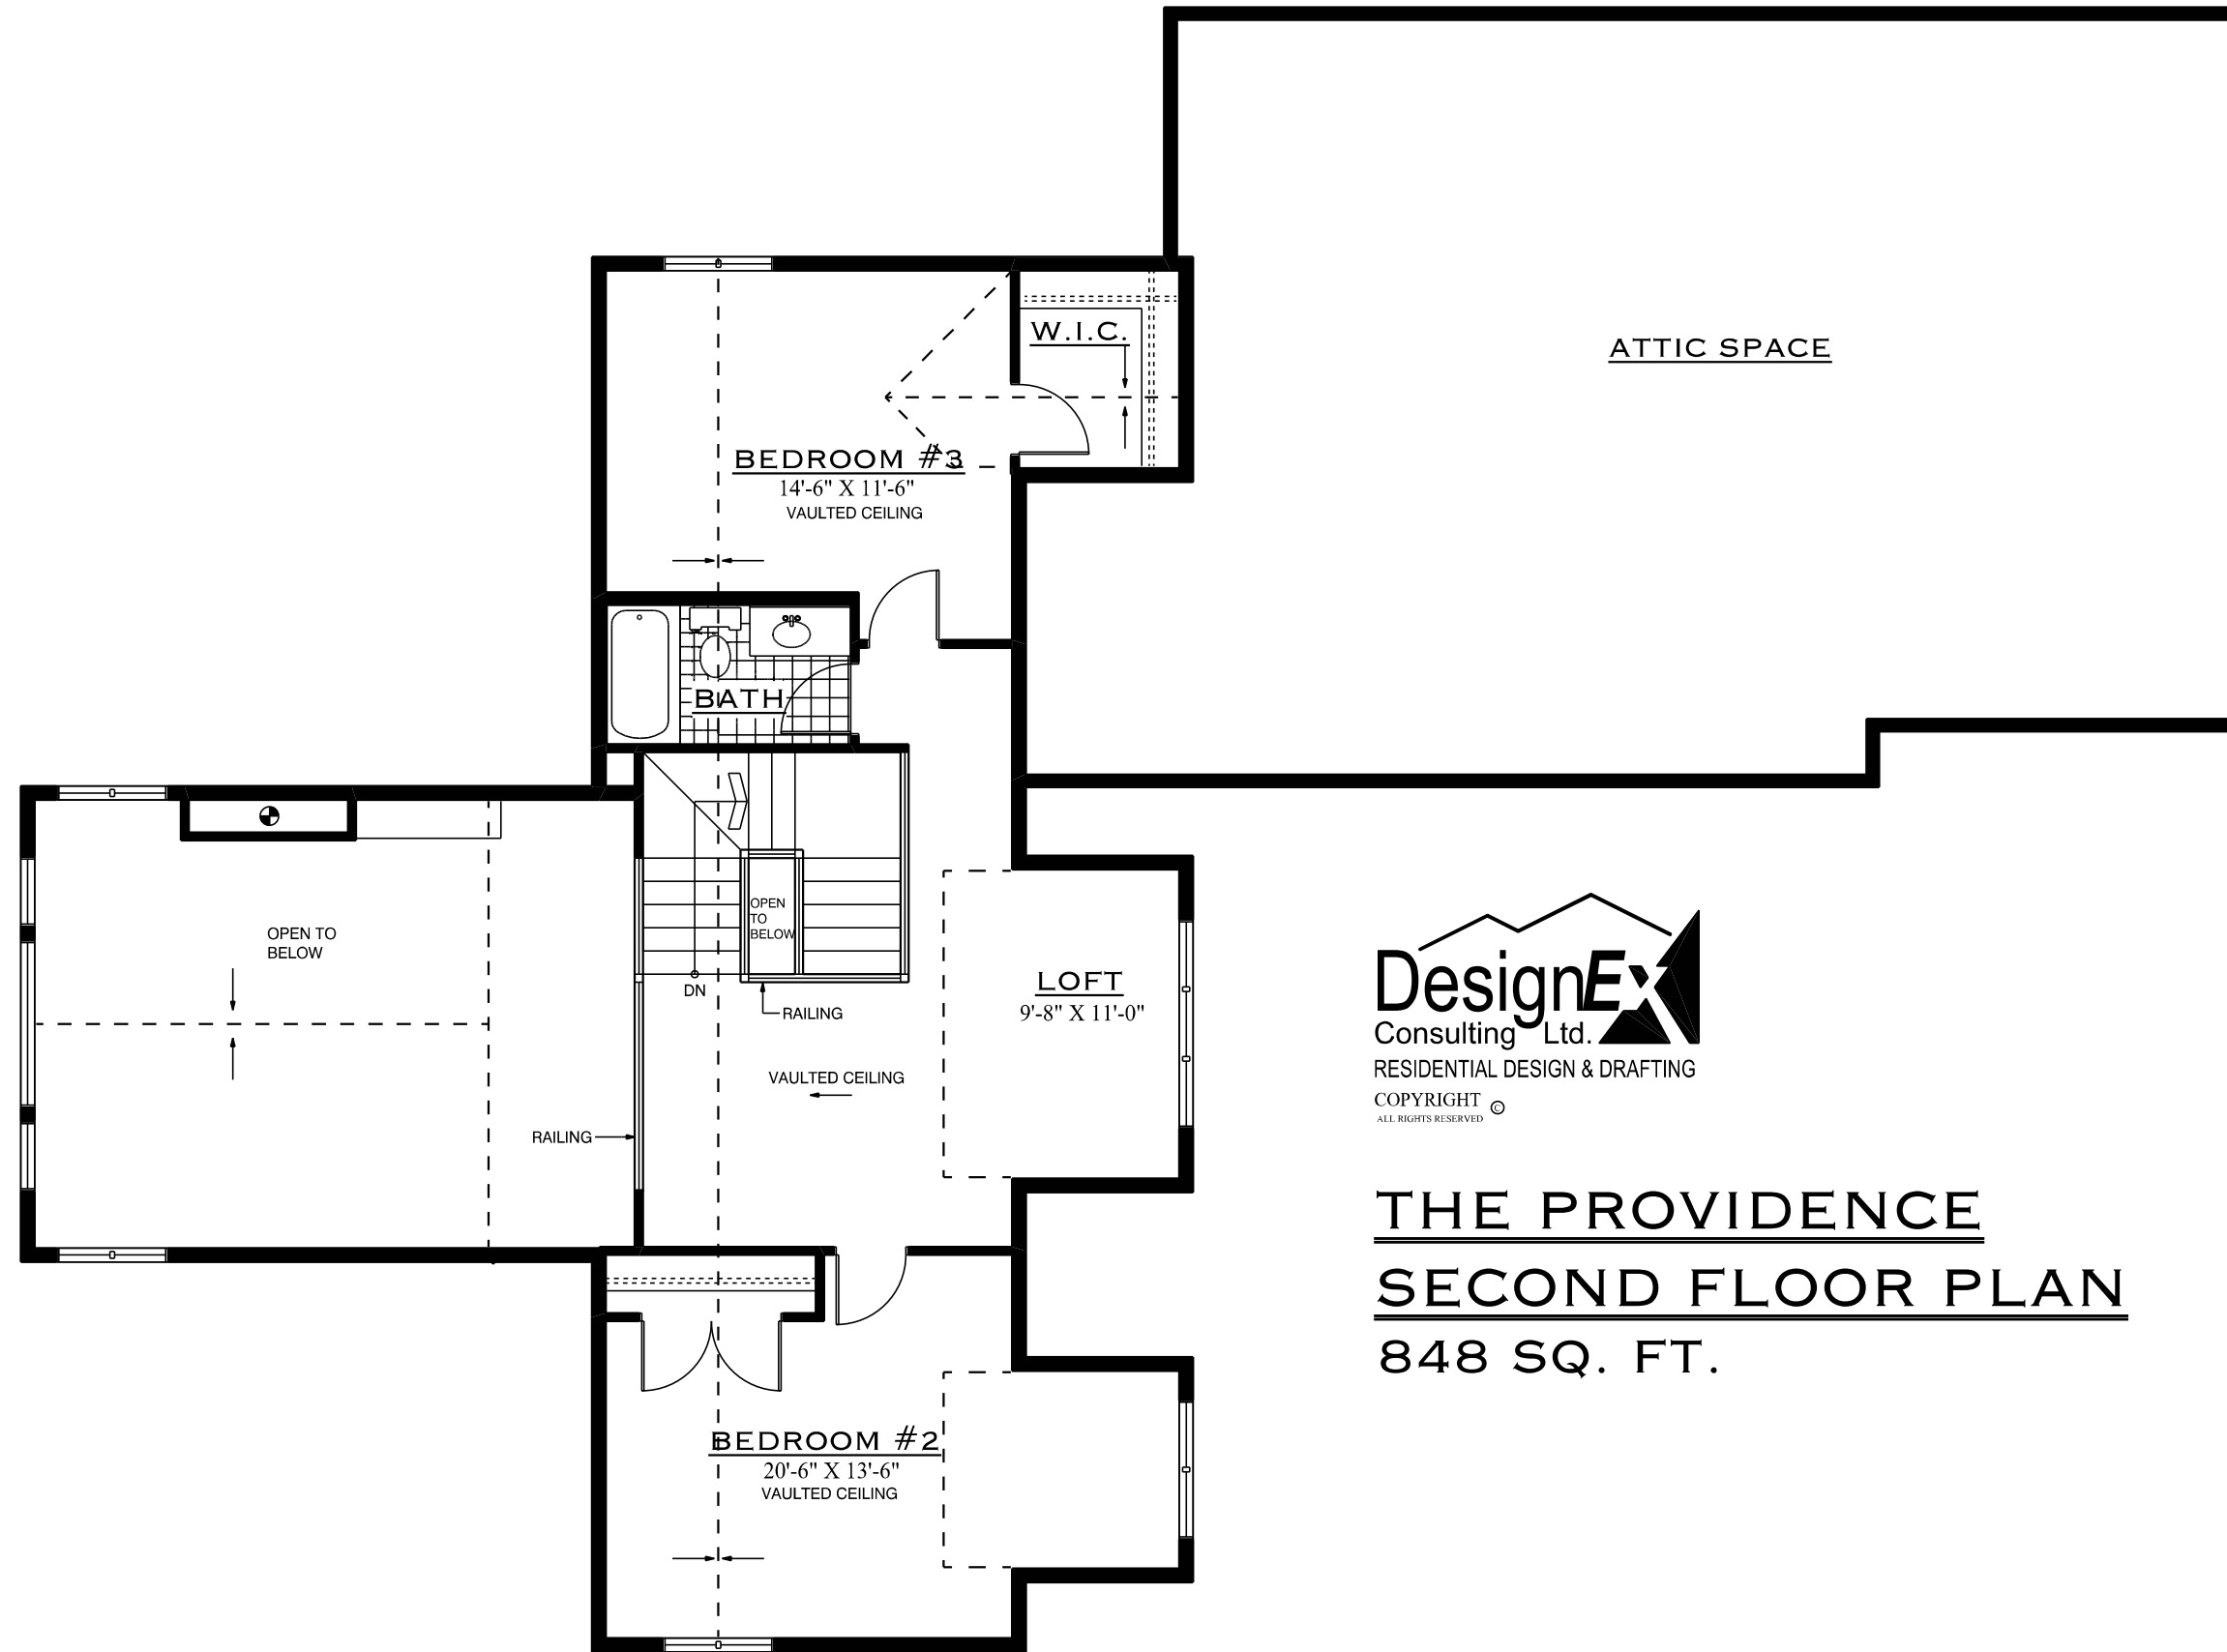 ATTIC SPACE
W.I.C.
BEDROOM #3
14'-6" X 11'-6"
VAULTED CEILING
BATH
OPEN TO
BELOW
OPEN
TO
BELOW
DN
RAILING
LOFT
9'-8" X 11'-0"
VAULTED CEILING
RAILING
BEDROOM #2
20'-6" X 13'-6"
VAULTED CEILING
DesignEx
Consulting Ltd.
RESIDENTIAL DESIGN & DRAFTING
COPYRIGHT ©
ALL RIGHTS RESERVED
THE PROVIDENCE
SECOND FLOOR PLAN
848 SQ. FT.